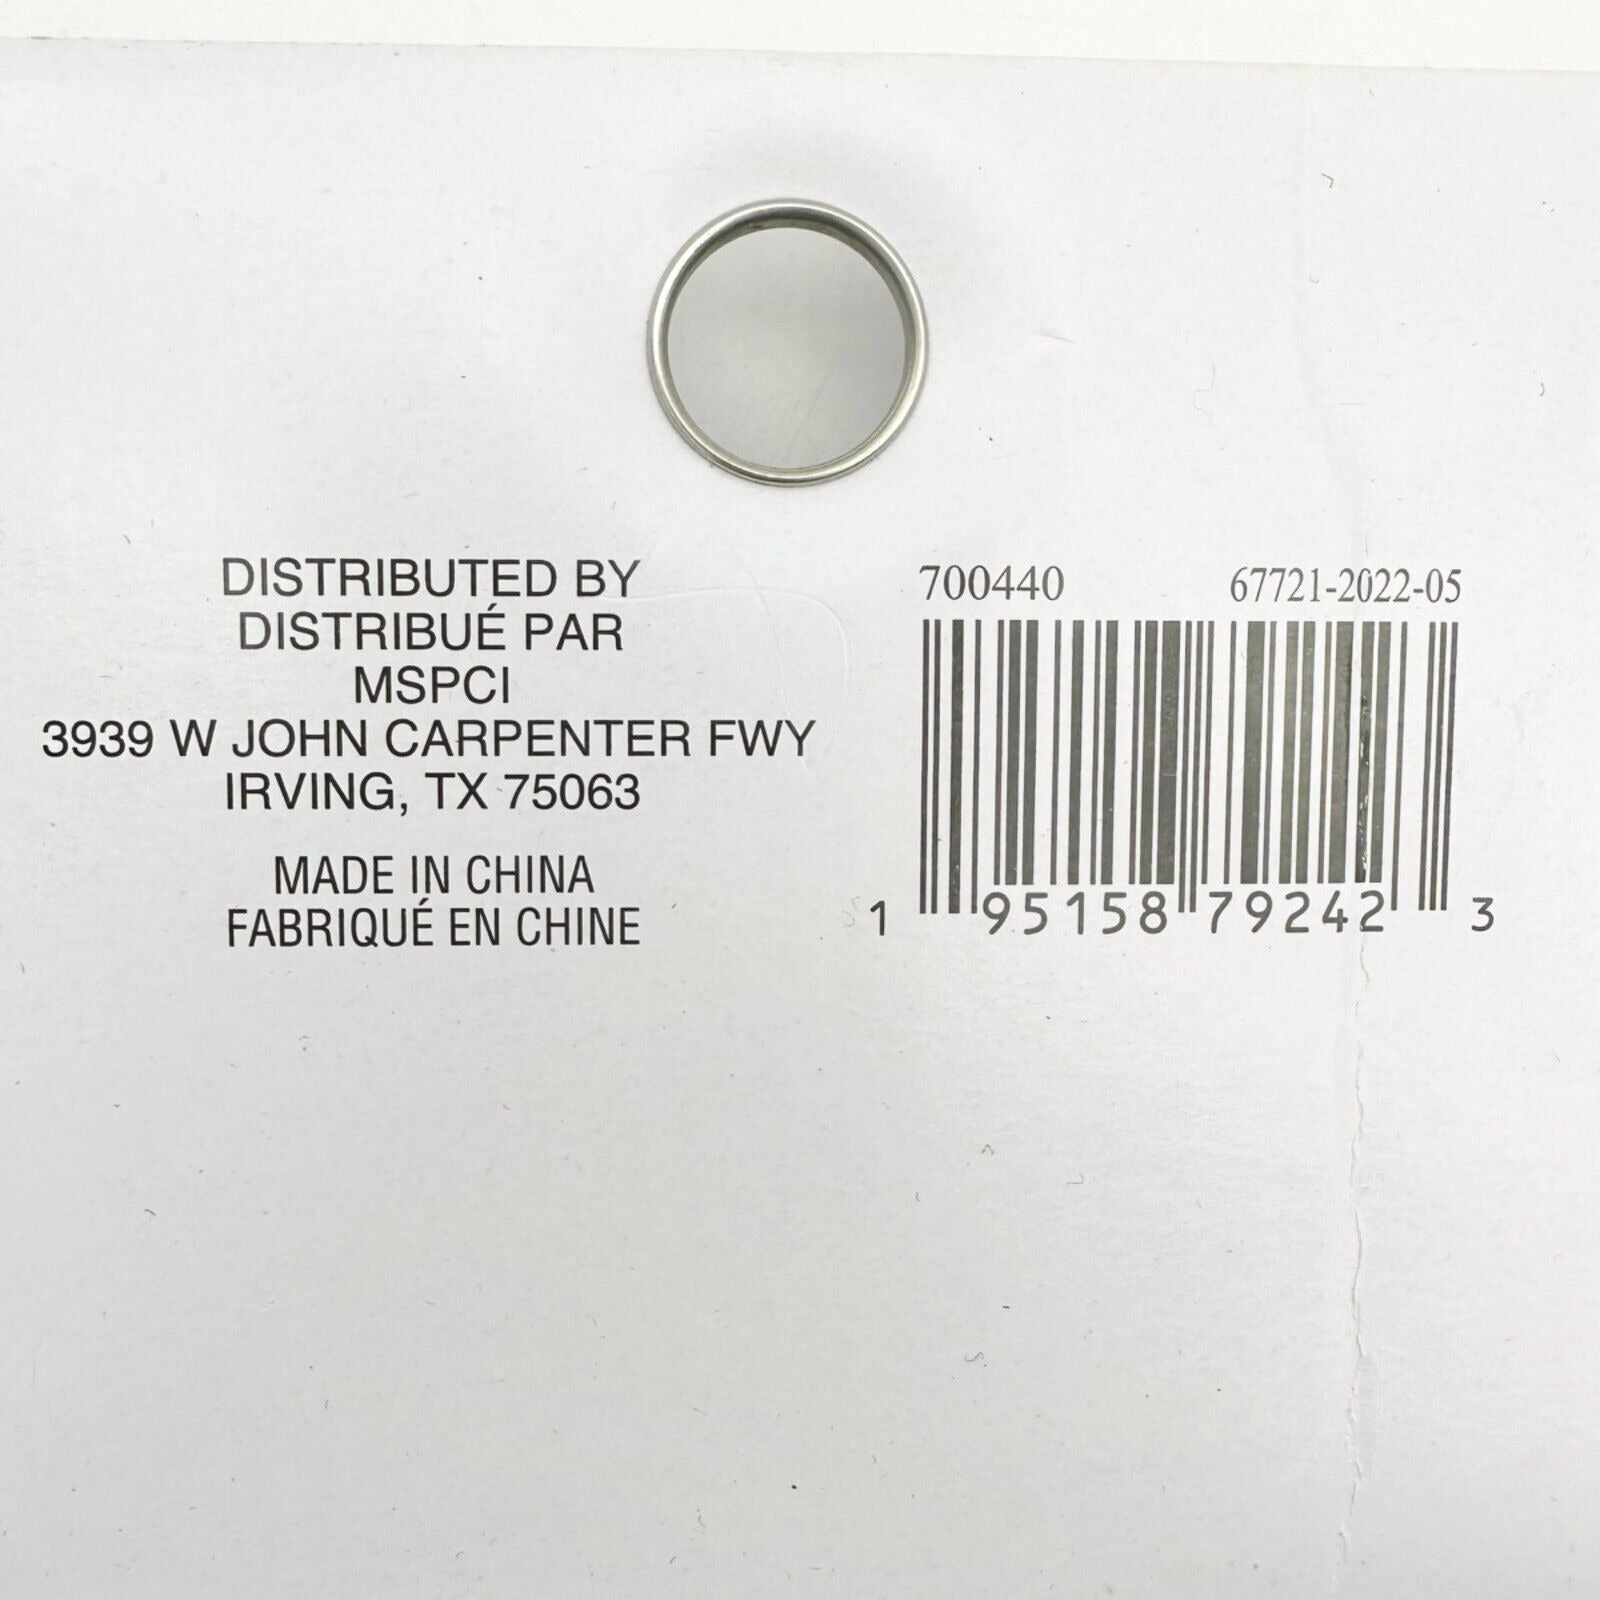 DISTRIBUTED BY
DISTRIBUÉ PAR
MSPCI
3939 W JOHN CARPENTER FWY
IRVING, TX 75063
MADE IN CHINA
FABRIQUÉ EN CHINE
700440 67721-2022-05
1 95158 79242 3